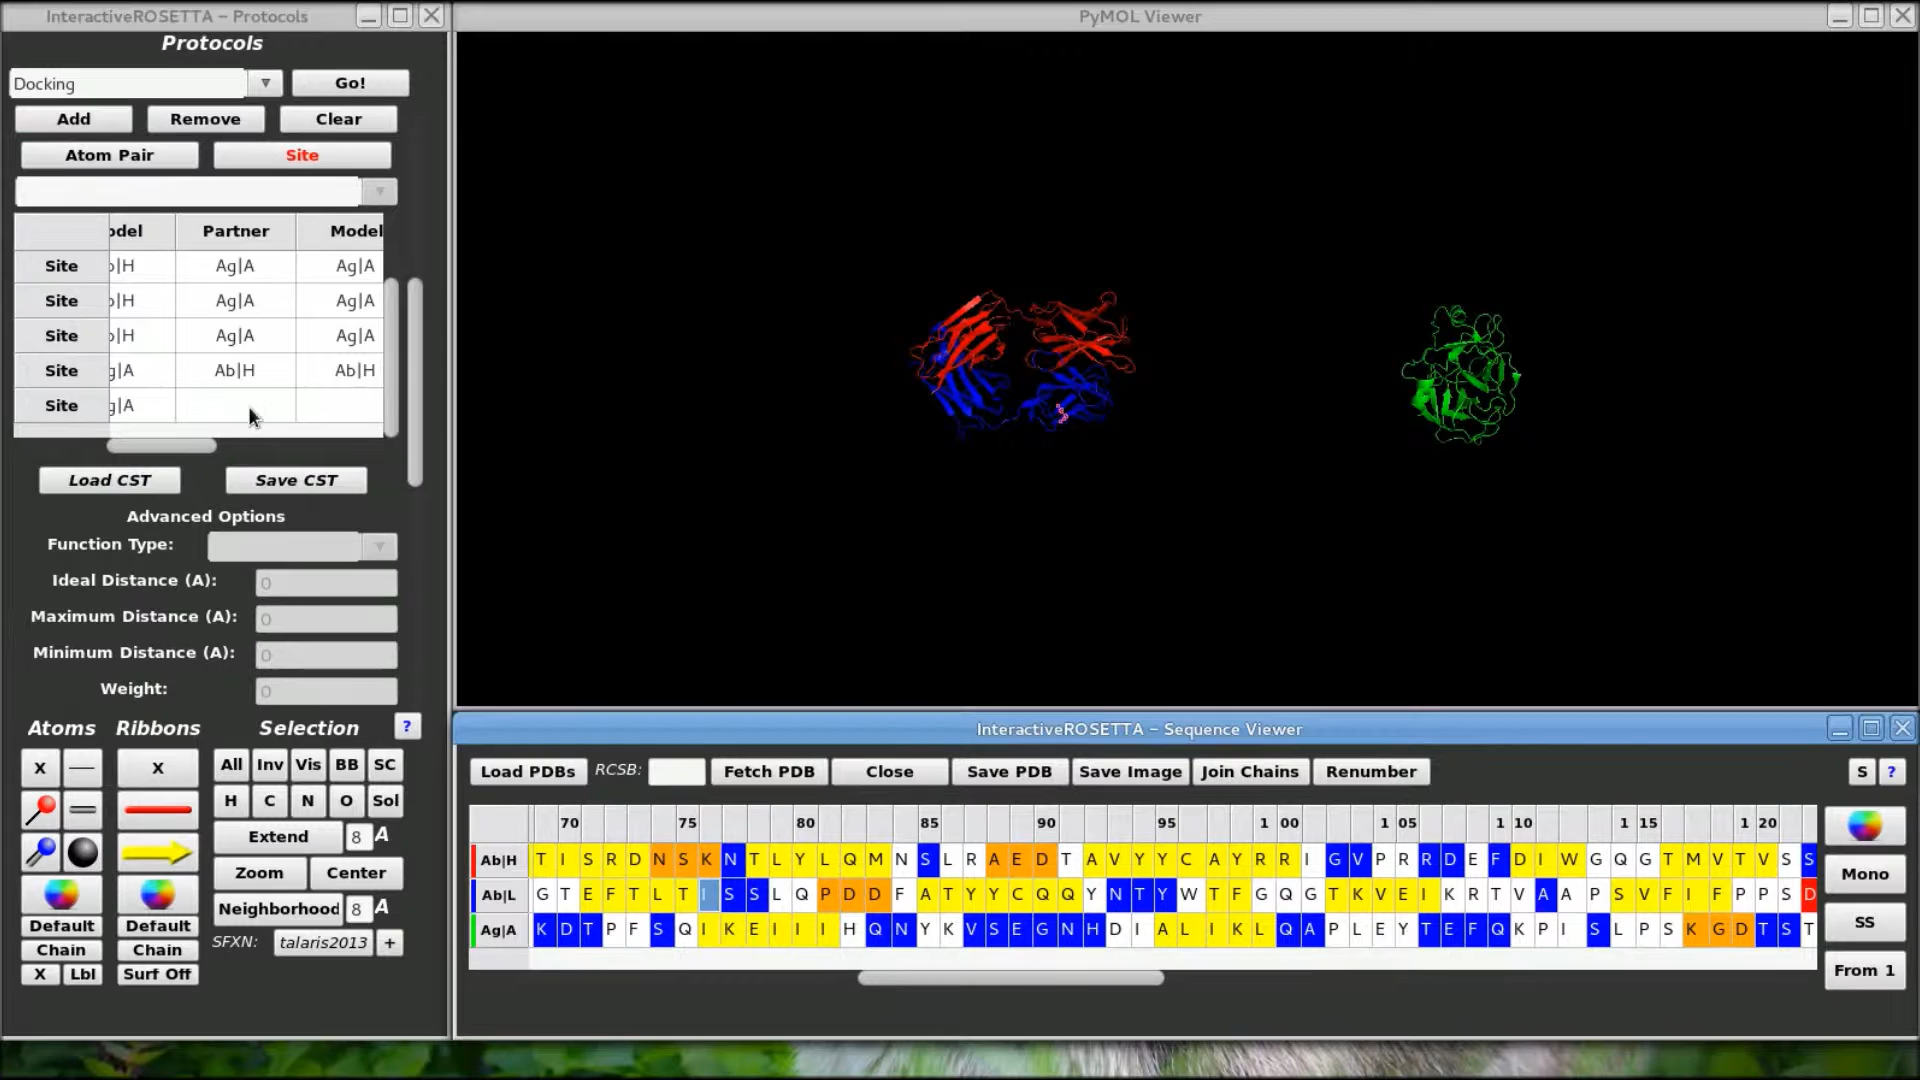 InteractiveROSETTA – Protocols
PyMOL Viewer
Protocols
Docking
Go!
Add Remove Clear
Atom Pair Site
odel Partner Model
Site b|H Ag|A Ag|A
Site b|H Ag|A Ag|A
Site b|H Ag|A Ag|A
Site g|A Ab|H Ab|H
Site g|A
Load CST Save CST
Advanced Options
Function Type:
Ideal Distance (A): 0
Maximum Distance (A): 0
Minimum Distance (A): 0
Weight: 0
Atoms Ribbons Selection ?
X X All Inv Vis BB SC
H C N O Sol
Extend 8 A
Zoom Center
Neighborhood 8 A
Default Default
SFXN: talaris2013 +
Chain Chain
X Lbl Surf Off
InteractiveROSETTA – Sequence Viewer
Load PDBs RCSB: Fetch PDB Close Save PDB Save Image Join Chains Renumber S ?
70 75 80 85 90 95 1 00 1 05 1 10 1 15 1 20
Ab|H T I S R D N S K N T L Y L Q M N S L R A E D T A V Y Y C A Y R R I G V P R R D E F D I W G Q G T M V T V S S
Ab|L G T E F T L T I S S L Q P D D F A T Y Y C Q Q Y N T Y W T F G Q G T K V E I K R T V A A P S V F I F P P S D
Ag|A K D T P F S Q I K E I I I H Q N Y K V S E G N H D I A L I K L Q A P L E Y T E F Q K P I S L P S K G D T S T
Mono
SS
From 1